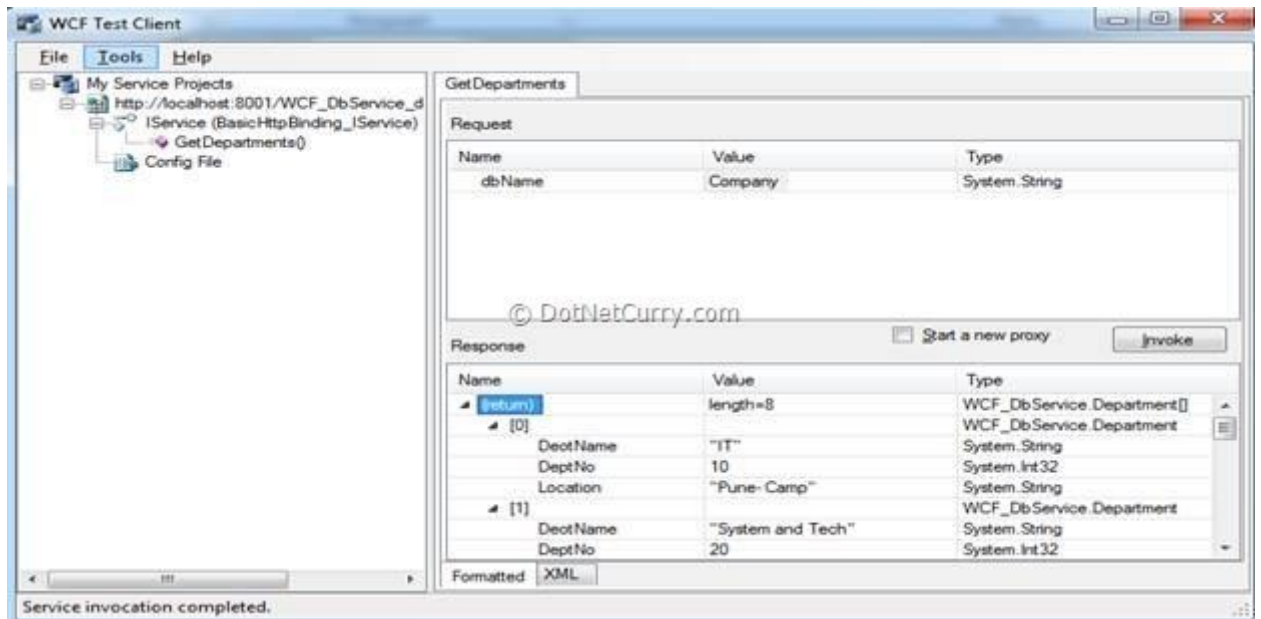 WCF Test Client
File Tools Help
My Service Projects
http://localhost:8001/WCF_DbService_d
IService (BasicHttpBinding_IService)
GetDepartments()
Config File
GetDepartments
Request
Name Value Type
dbName Company System.String
© DotNetCurry.com
Response
Start a new proxy
Invoke
Name Value Type
(return) length=8 WCF_DbService.Department[]
[0] WCF_DbService.Department
DeotName "IT" System.String
DeptNo 10 System.Int32
Location "Pune- Camp" System.String
[1] WCF_DbService.Department
DeotName "System and Tech" System.String
DeptNo 20 System.Int32
Formatted XML
Service invocation completed.